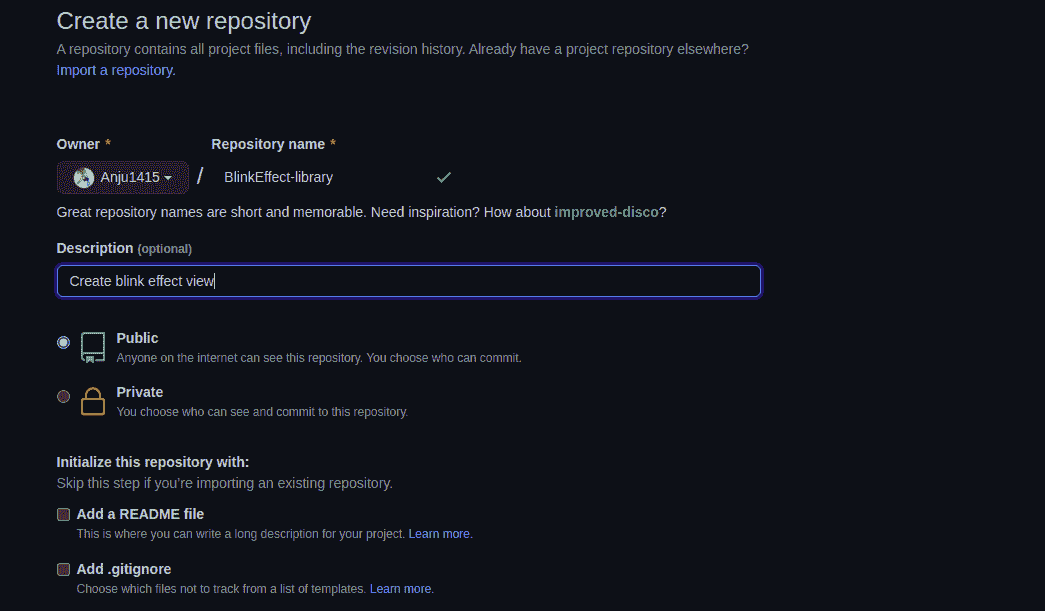 Create a new repository
A repository contains all project files, including the revision history. Already have a project repository elsewhere?
Import a repository.
Owner * Repository name *
Anju1415 / BlinkEffect-library
Great repository names are short and memorable. Need inspiration? How about improved-disco?
Description (optional)
Create blink effect view
Public
Anyone on the internet can see this repository. You choose who can commit.
Private
You choose who can see and commit to this repository.
Initialize this repository with:
Skip this step if you're importing an existing repository.
Add a README file
This is where you can write a long description for your project. Learn more.
Add .gitignore
Choose which files not to track from a list of templates. Learn more.